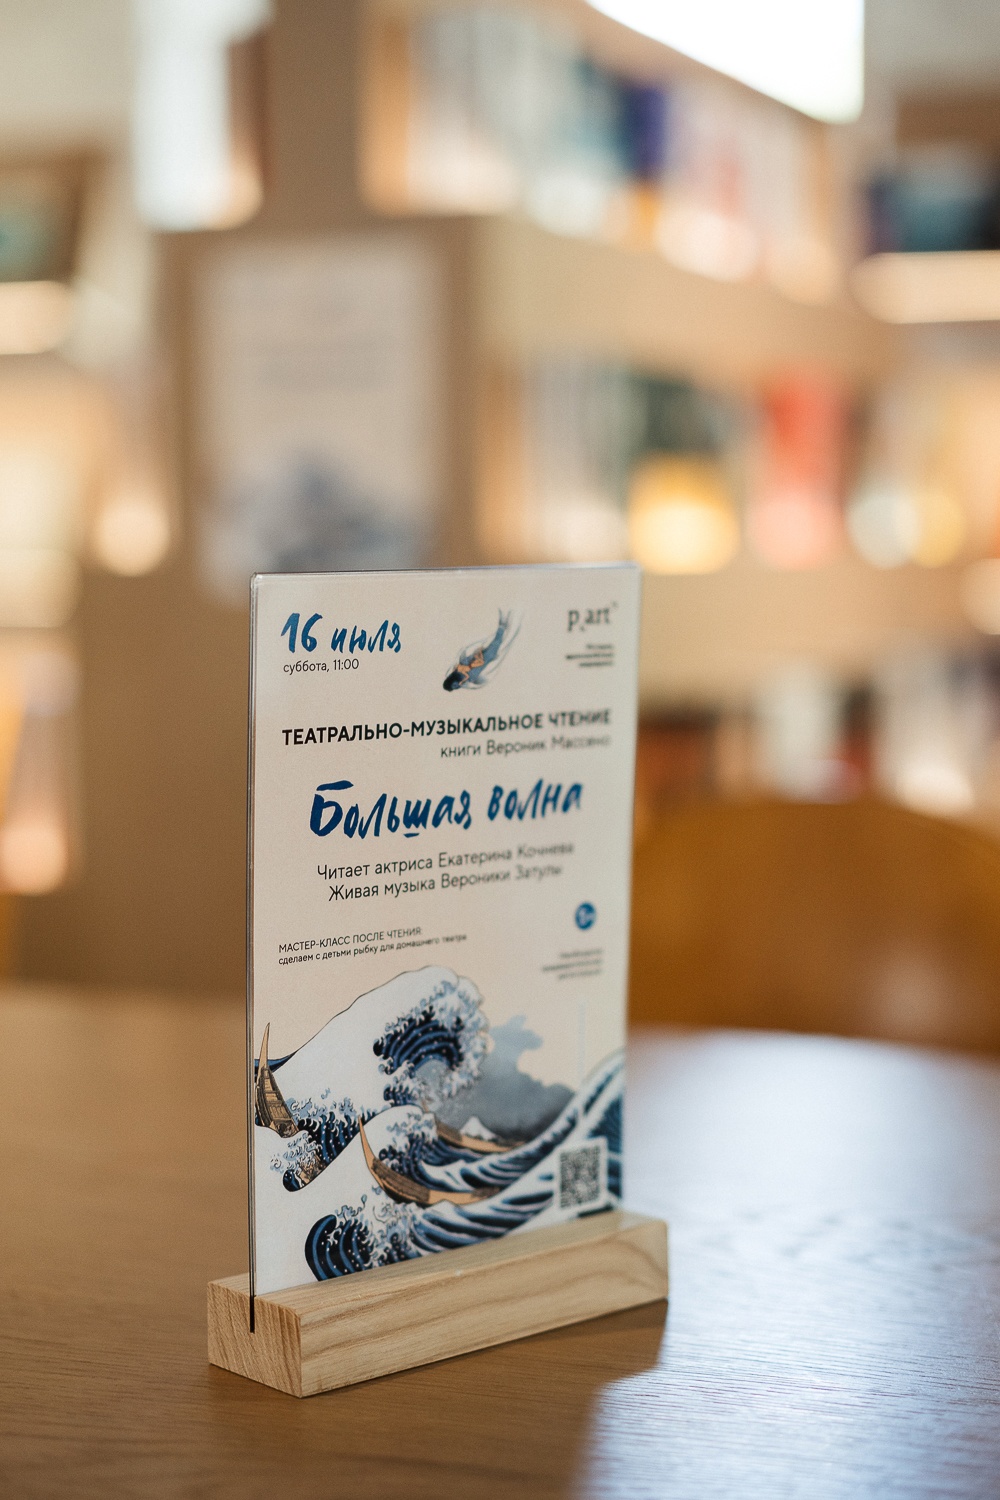 16 июля
суббота, 11:00
p.art
ТЕАТРАЛЬНО-МУЗЫКАЛЬНОЕ ЧТЕНИЕ
книги Вероник Массено
Большая волна
Читает актриса Екатерина Кочнева
Живая музыка Вероники Затулы
МАСТЕР-КЛАСС ПОСЛЕ ЧТЕНИЯ:
сделаем с детьми рыбку для домашнего театра